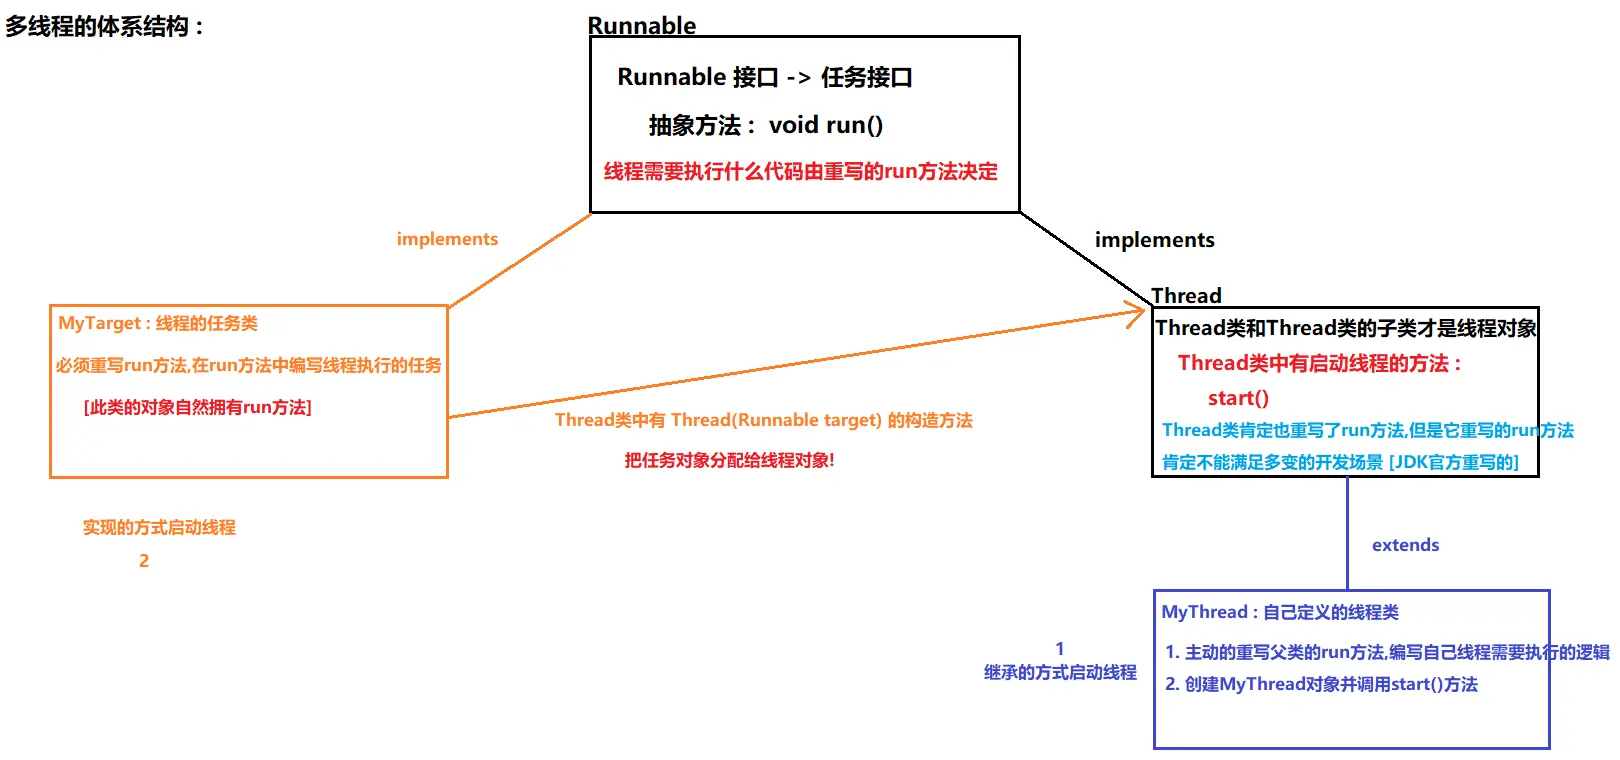 多线程的体系结构：
Runnable
Runnable 接口 -> 任务接口
抽象方法： void run()
线程需要执行什么代码由重写的run方法决定
implements
implements
MyTarget : 线程的任务类
必须重写run方法,在run方法中编写线程执行的任务
[此类的对象自然拥有run方法]
实现的方式启动线程
2
Thread类中有 Thread(Runnable target) 的构造方法
把任务对象分配给线程对象!
Thread
Thread类和Thread类的子类才是线程对象
Thread类中有启动线程的方法：
start()
Thread类肯定也重写了run方法,但是它重写的run方法
肯定不能满足多变的开发场景 [JDK官方重写的]
extends
1
继承的方式启动线程
MyThread : 自己定义的线程类
1. 主动的重写父类的run方法,编写自己线程需要执行的逻辑
2. 创建MyThread对象并调用start()方法